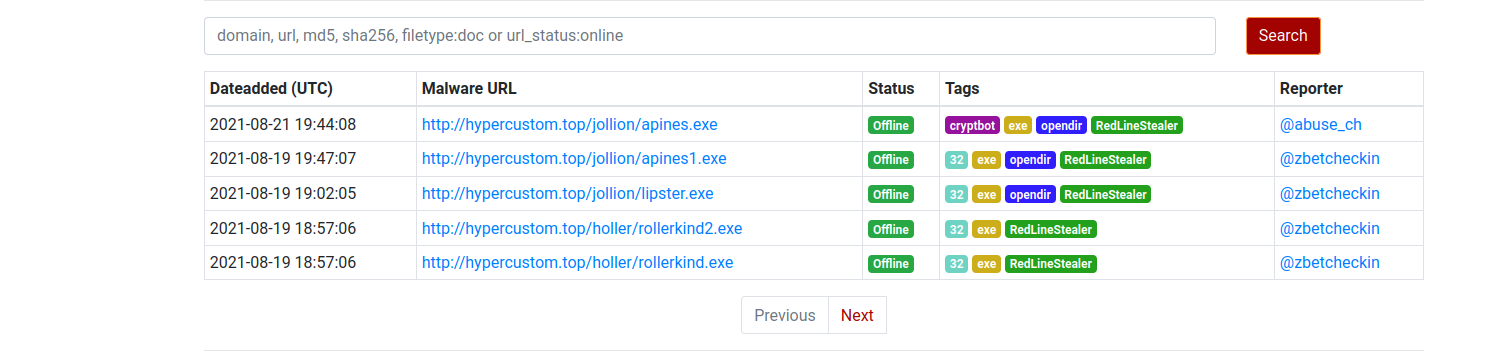 domain, url, md5, sha256, filetype:doc or url_status:online Search
Dateadded (UTC) Malware URL Status Tags Reporter
2021-08-21 19:44:08 http://hypercustom.top/jollion/apines.exe Offline cryptbot exe opendir RedLineStealer @abuse_ch
2021-08-19 19:47:07 http://hypercustom.top/jollion/apines1.exe Offline 32 exe opendir RedLineStealer @zbetcheckin
2021-08-19 19:02:05 http://hypercustom.top/jollion/lipster.exe Offline 32 exe opendir RedLineStealer @zbetcheckin
2021-08-19 18:57:06 http://hypercustom.top/holler/rollerkind2.exe Offline 32 exe RedLineStealer @zbetcheckin
2021-08-19 18:57:06 http://hypercustom.top/holler/rollerkind.exe Offline 32 exe RedLineStealer @zbetcheckin
Previous Next